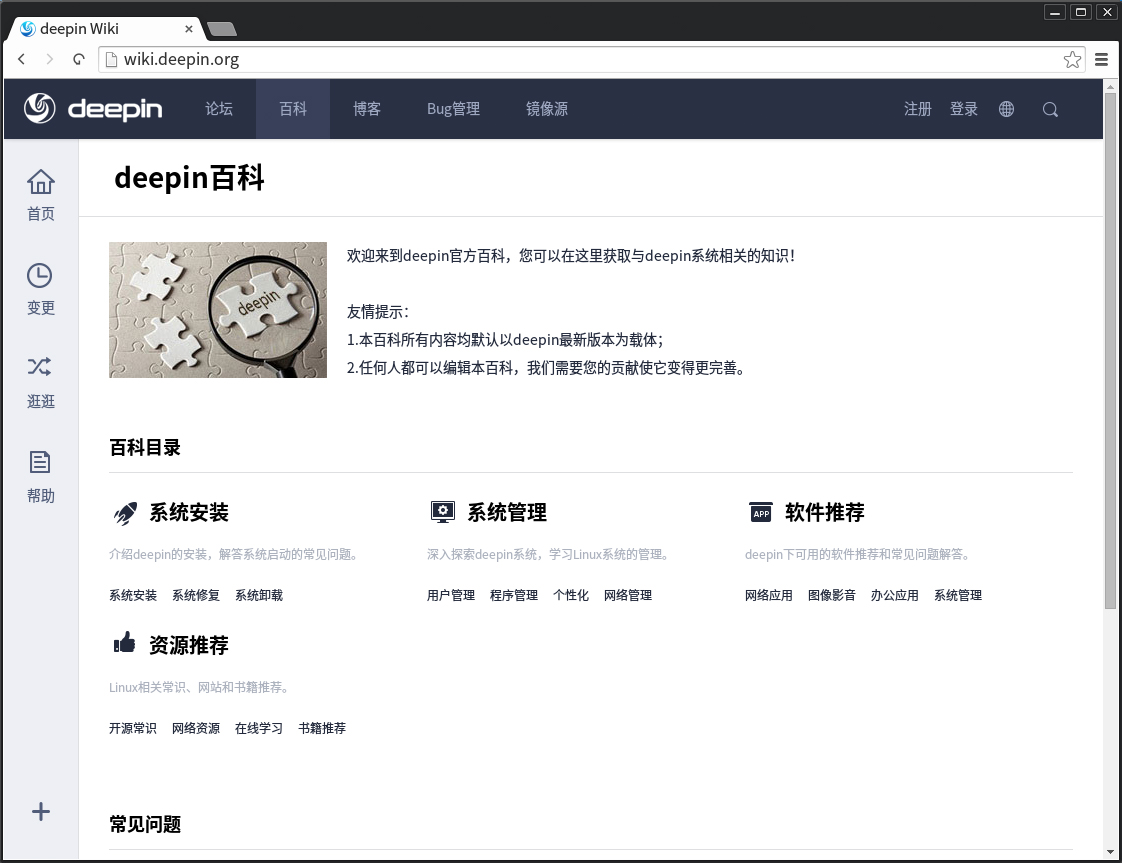 deepin Wiki
wiki.deepin.org
deepin 论坛 百科 博客 Bug管理 镜像源 注册 登录
首页
变更
逛逛
帮助
deepin百科
deepin
欢迎来到deepin官方百科，您可以在这里获取与deepin系统相关的知识！
友情提示：
1.本百科所有内容均默认以deepin最新版本为载体；
2.任何人都可以编辑本百科，我们需要您的贡献使它变得更完善。
百科目录
系统安装
介绍deepin的安装，解答系统启动的常见问题。
系统安装 系统修复 系统卸载
系统管理
深入探索deepin系统，学习Linux系统的管理。
用户管理 程序管理 个性化 网络管理
APP 软件推荐
deepin下可用的软件推荐和常见问题解答。
网络应用 图像影音 办公应用 系统管理
资源推荐
Linux相关常识、网站和书籍推荐。
开源常识 网络资源 在线学习 书籍推荐
常见问题